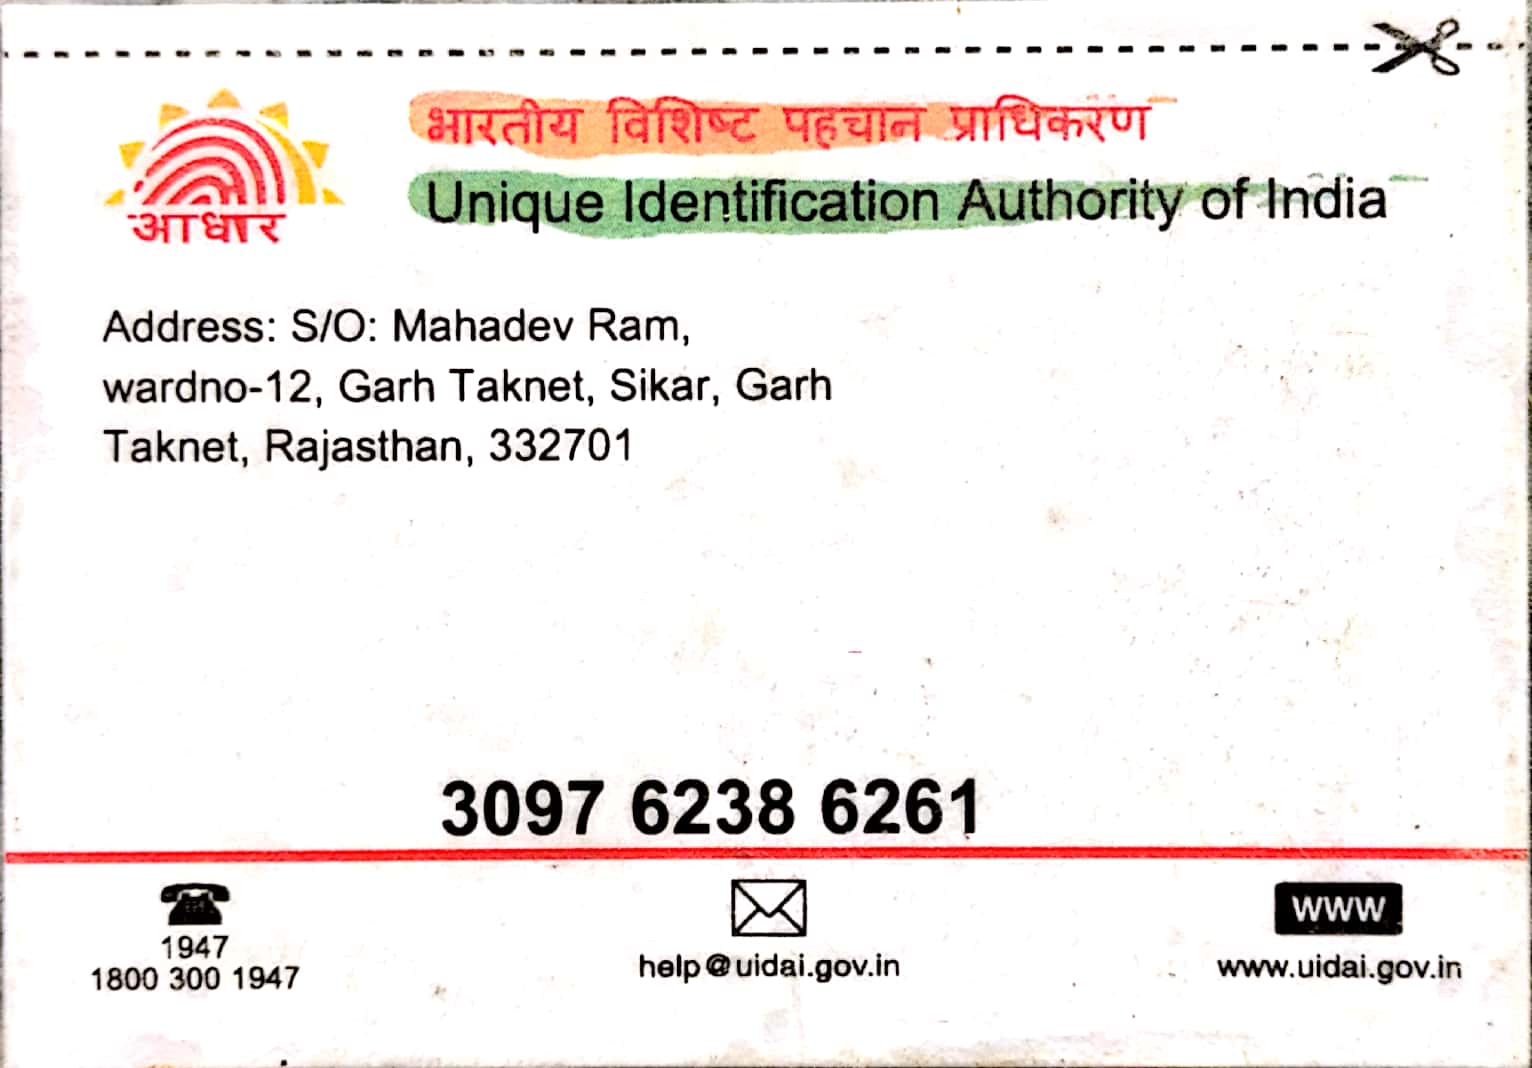 भारतीय विशिष्ट पहचान प्राधिकरण
आधार
Unique Identification Authority of India
Address: S/O: Mahadev Ram,
wardno-12, Garh Taknet, Sikar, Garh
Taknet, Rajasthan, 332701
3097 6238 6261
1947
1800 300 1947
help@uidai.gov.in
www
www.uidai.gov.in